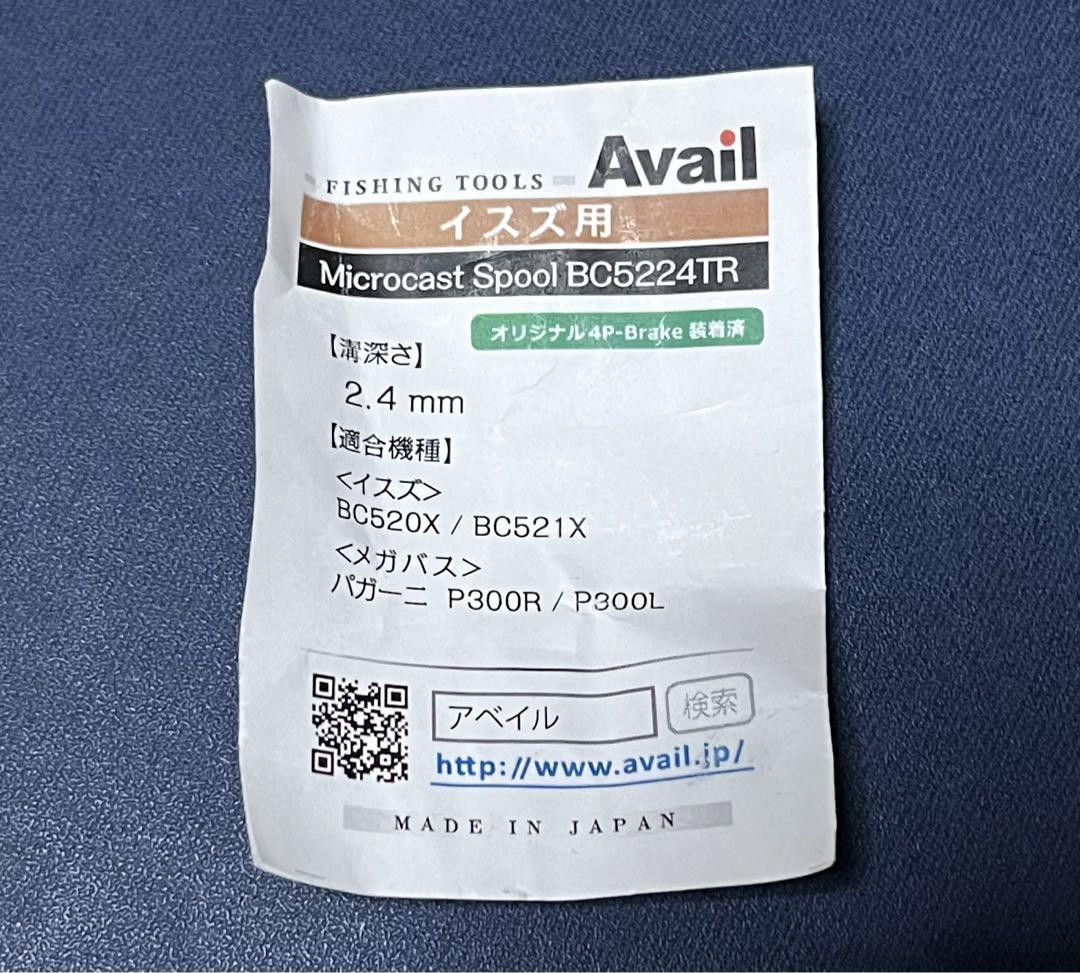 FISHING TOOLS Avail
イスズ用
Microcast Spool BC5224TR
オリジナル4P-Brake 装着済
【溝深さ】
2.4 mm
【適合機種】
<イスズ>
BC520X / BC521X
<メガバス>
パガーニ P300R / P300L
アベイル 検索
http://www.avail.jp/
MADE IN JAPAN